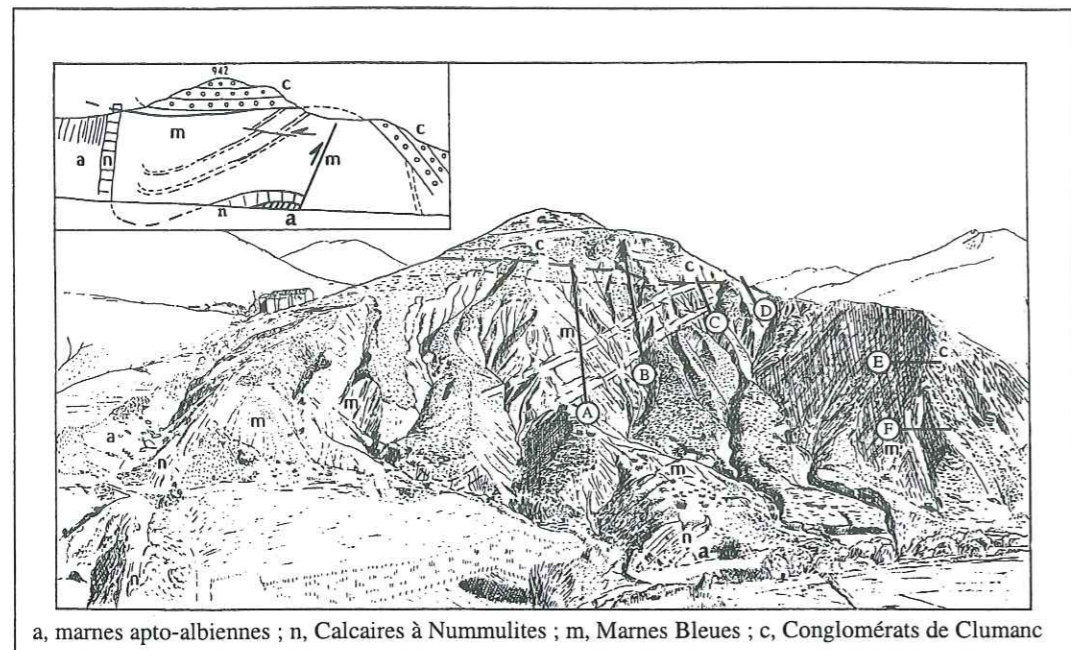 942
c
m
c
a
n
m
n
a
c
c
D
m
C
E
c
B
m
A
F
m
a
m
m
n
n
a
n
a, marnes apto-albiennes ; n, Calcaires à Nummulites ; m, Marnes Bleues ; c, Conglomérats de Clumanc